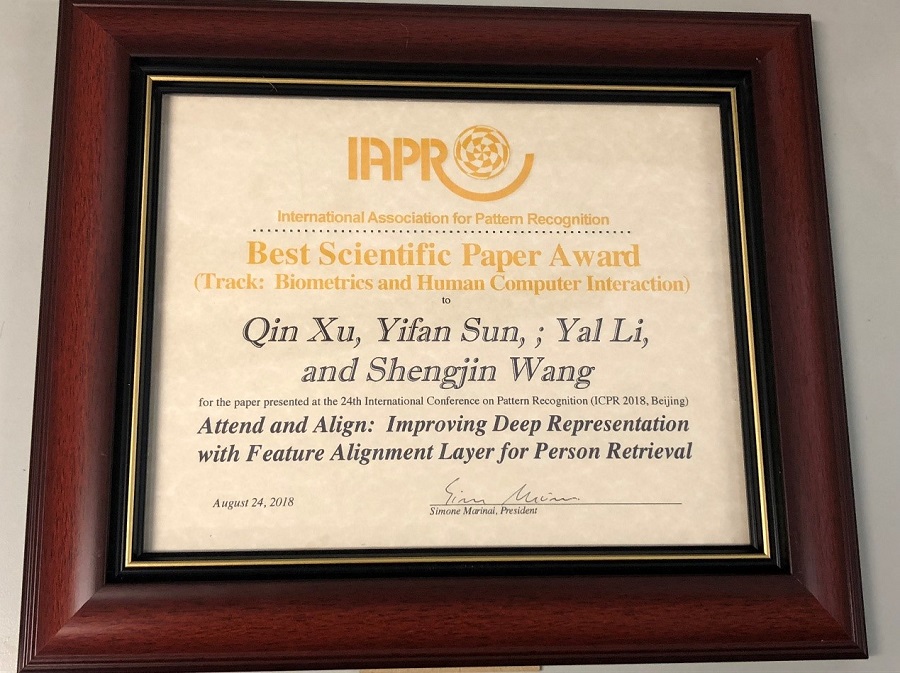 IAPR
International Association for Pattern Recognition
Best Scientific Paper Award
(Track: Biometrics and Human Computer Interaction)
to
Qin Xu, Yifan Sun, ; Yal Li,
and Shengjin Wang
for the paper presented at the 24th International Conference on Pattern Recognition (ICPR 2018, Beijing)
Attend and Align: Improving Deep Representation
with Feature Alignment Layer for Person Retrieval
August 24, 2018
Simone Marinai, President